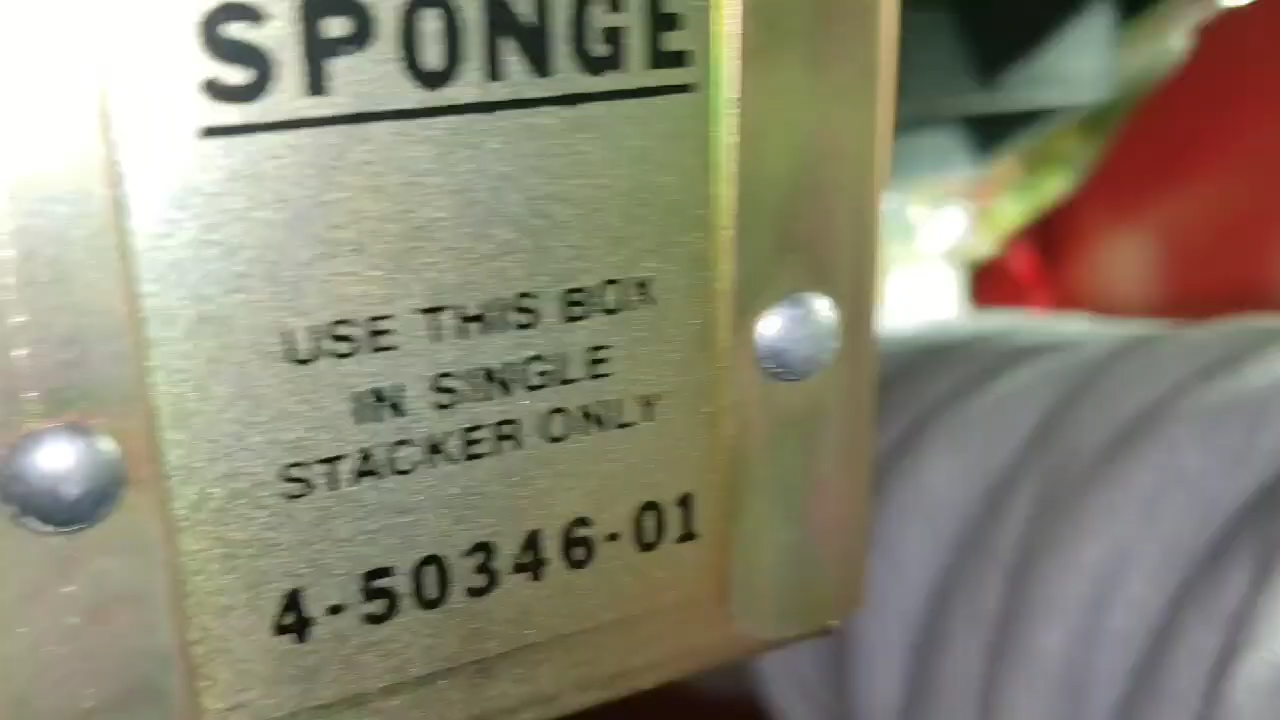 SPONGE
USE THIS BOX
IN SINGLE
STACKER ONLY
4-50346-01